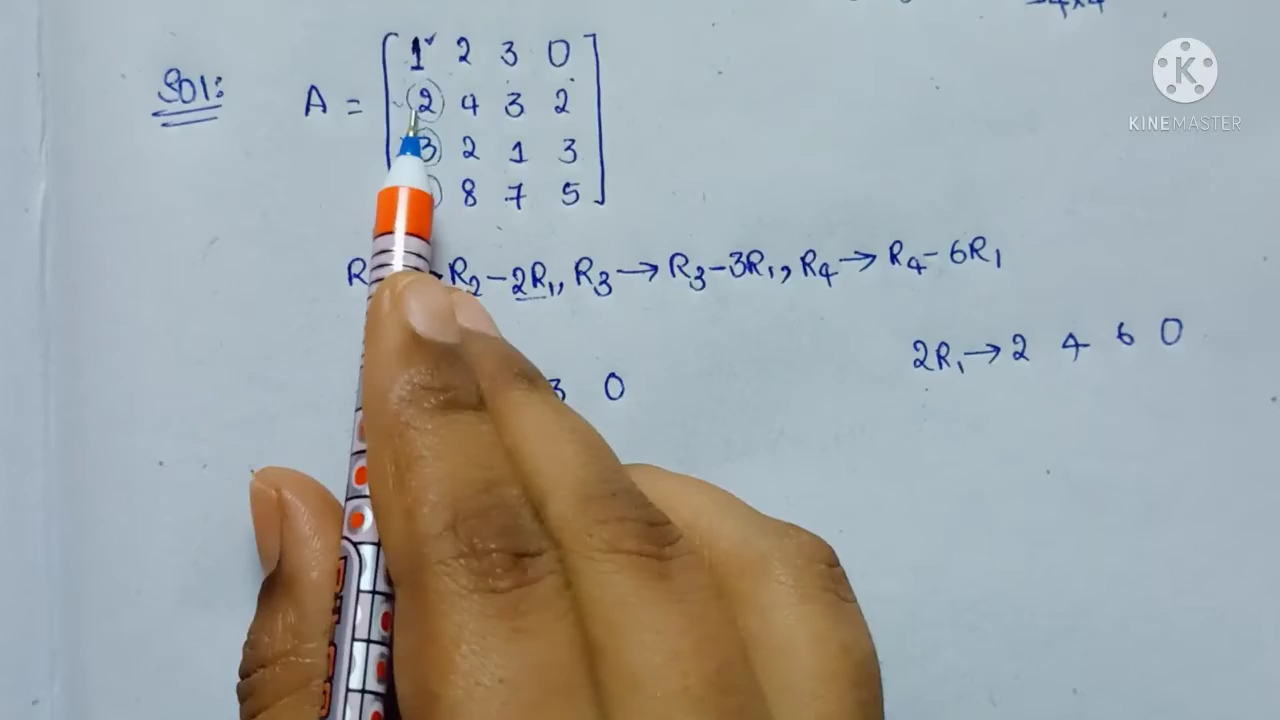 Sol: A = 1 2 3 0
2 4 3 2
3 2 1 3
8 7 5
R R2 - 2R1, R3 → R3 - 3R1, R4 → R4 - 6R1
2R1 → 2 4 6 0
3 0
K
KINEMASTER